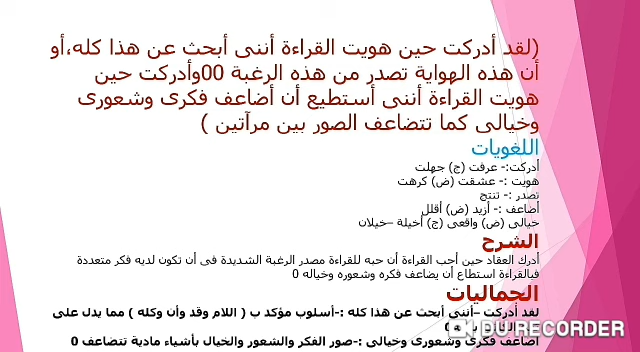 (لقد أدركت حين هويت القراءة أننى أبحث عن هذا كله،أو
أن هذه الهواية تصدر من هذه الرغبة 00وأدركت حين
هويت القراءة أننى أستطيع أن أضاعف فكرى وشعورى
وخيالى كما تتضاعف الصور بين مرآتين )
اللغويات
أدركت:- عرفت (ج) جهلت
هويت :- عشقت (ض) كرهت
تصدر :- تنتج
أضاعف :- أزيد (ض) أقلل
خيالى (ض) واقعى (ج) أخيلة –خيلان
الشرح
أدرك العقاد حين أحب القراءة أن حبه للقراءة مصدر الرغبة الشديدة فى أن تكون لديه فكر متعددة
فبالقراءة استطاع أن يضاعف فكره وشعوره وخياله 0
الجماليات
لقد أدركت –أننى أبحث عن هذا كله :-أسلوب مؤكد ب ( اللام وقد وأن وكله ) مما يدل على
0
أضاعف فكرى وشعورى وخيالى :-صور الفكر والشعور والخيال بأشياء مادية تتضاعف 0
DU RECORDER